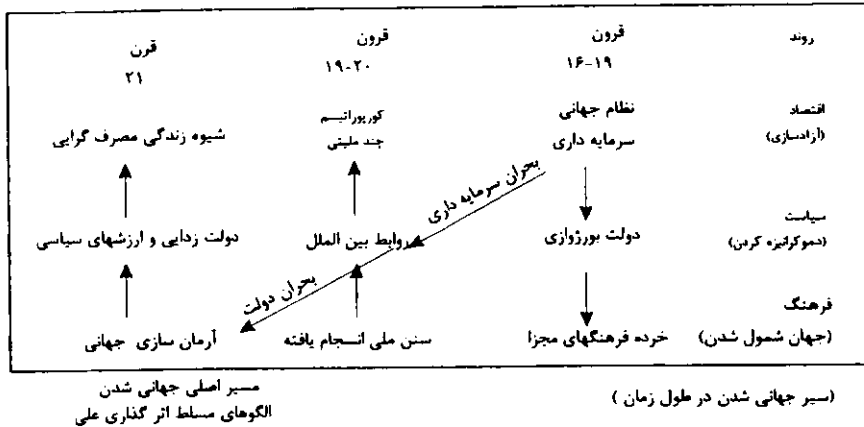 روند
قرون
۱۶-۱۹
قرون
۱۹-۲۰
قرن
۲۱
اقتصاد
(آزادسازی)
نظام جهانی
سرمایه داری
کورپوراتیسم
چند ملیتی
شیوه زندگی مصرف گرایی
بحران سرمایه داری
سیاست
(دموکراتیزه کردن)
دولت بورژوازی
روابط بین الملل
دولت زدایی و ارزشهای سیاسی
بحران دولت
فرهنگ
(جهان شمول شدن)
خرده فرهنگهای مجزا
سنن ملی انسجام یافته
آرمان سازی جهانی
(سیر جهانی شدن در طول زمان )
مسیر اصلی جهانی شدن
الگوهای مسلط اثر گذاری علی